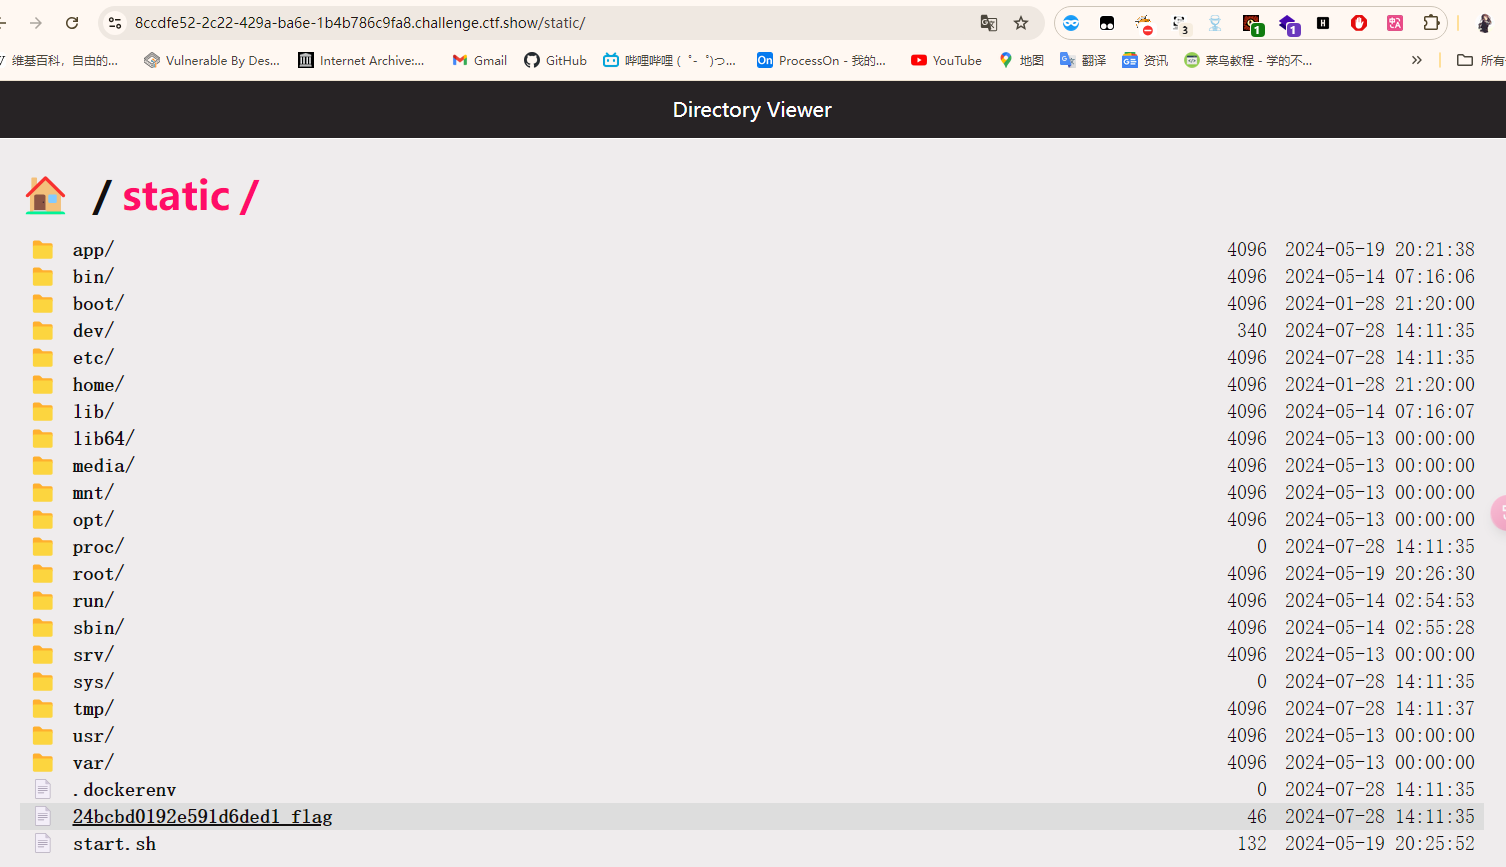 8ccdfe52-2c22-429a-ba6e-1b4b786c9fa8.challenge.ctf.show/static/
3 1 1 H
维基百科，自由的... Vulnerable By Des... Internet Archive:... Gmail GitHub 哔哩哔哩 (゜-゜)つ... On ProcessOn - 我的... YouTube 地图 翻译 资讯 菜鸟教程 - 学的不... » 所有
Directory Viewer
/ static /
app/ 4096 2024-05-19 20:21:38
bin/ 4096 2024-05-14 07:16:06
boot/ 4096 2024-01-28 21:20:00
dev/ 340 2024-07-28 14:11:35
etc/ 4096 2024-07-28 14:11:35
home/ 4096 2024-01-28 21:20:00
lib/ 4096 2024-05-14 07:16:07
lib64/ 4096 2024-05-13 00:00:00
media/ 4096 2024-05-13 00:00:00
mnt/ 4096 2024-05-13 00:00:00
opt/ 4096 2024-05-13 00:00:00
proc/ 0 2024-07-28 14:11:35
root/ 4096 2024-05-19 20:26:30
run/ 4096 2024-05-14 02:54:53
sbin/ 4096 2024-05-14 02:55:28
srv/ 4096 2024-05-13 00:00:00
sys/ 0 2024-07-28 14:11:35
tmp/ 4096 2024-07-28 14:11:37
usr/ 4096 2024-05-13 00:00:00
var/ 4096 2024-05-13 00:00:00
.dockerenv 0 2024-07-28 14:11:35
24bcbd0192e591d6ded1_flag 46 2024-07-28 14:11:35
start.sh 132 2024-05-19 20:25:52